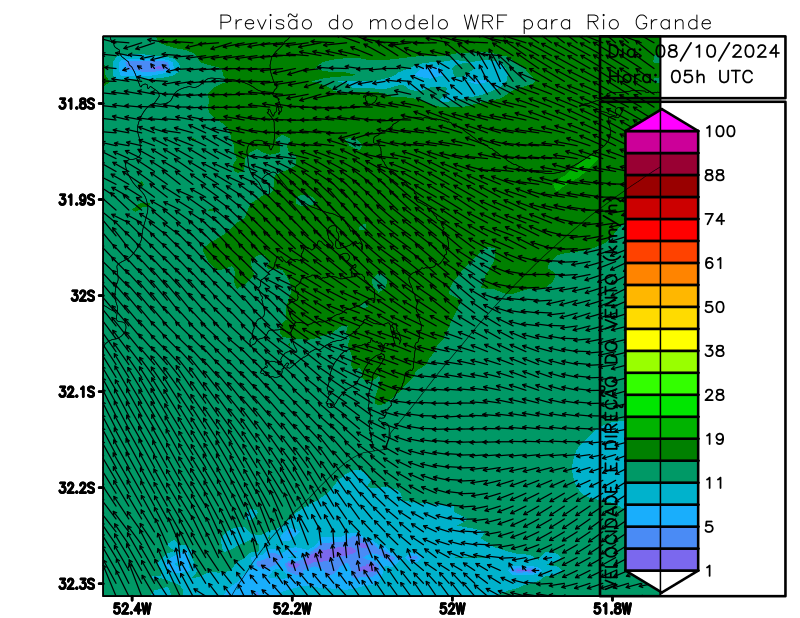 Previsão do modelo WRF para Rio Grande
Dia: 08/10/2024
Hora: 05h UTC
31.8S
31.9S
32S
32.1S
32.2S
32.3S
52.4W
52.2W
52W
51.8W
VELOCIDADE E DIREÇÃO DO VENTO (km/h)
100
88
74
61
50
38
28
19
11
5
1